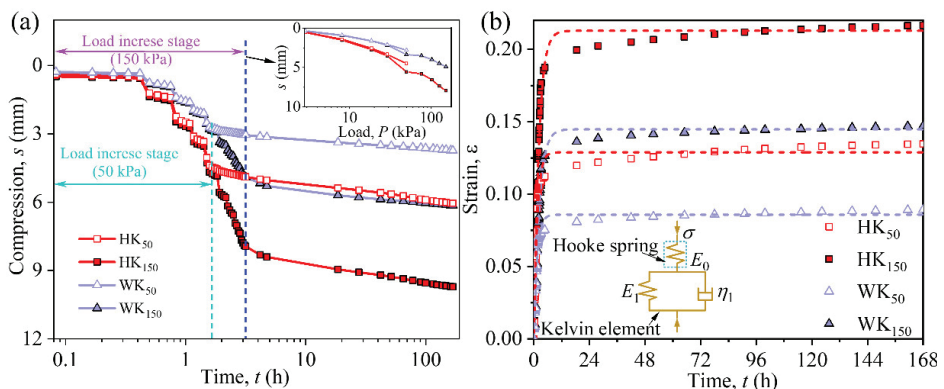 (a)
Load increse stage
(150 kPa)
Load increse stage
(50 kPa)
Compression, s (mm)
0
3
6
9
12
0.1
1
10
100
Time, t (h)
HK50
HK150
WK50
WK150
s (mm)
0
5
10
10
100
Load, P (kPa)
(b)
Strain, ε
0.20
0.15
0.10
0.05
0.00
0
24
48
72
96
120
144
168
Time, t (h)
σ
Hooke spring
E0
E1
η1
Kelvin element
HK50
HK150
WK50
WK150